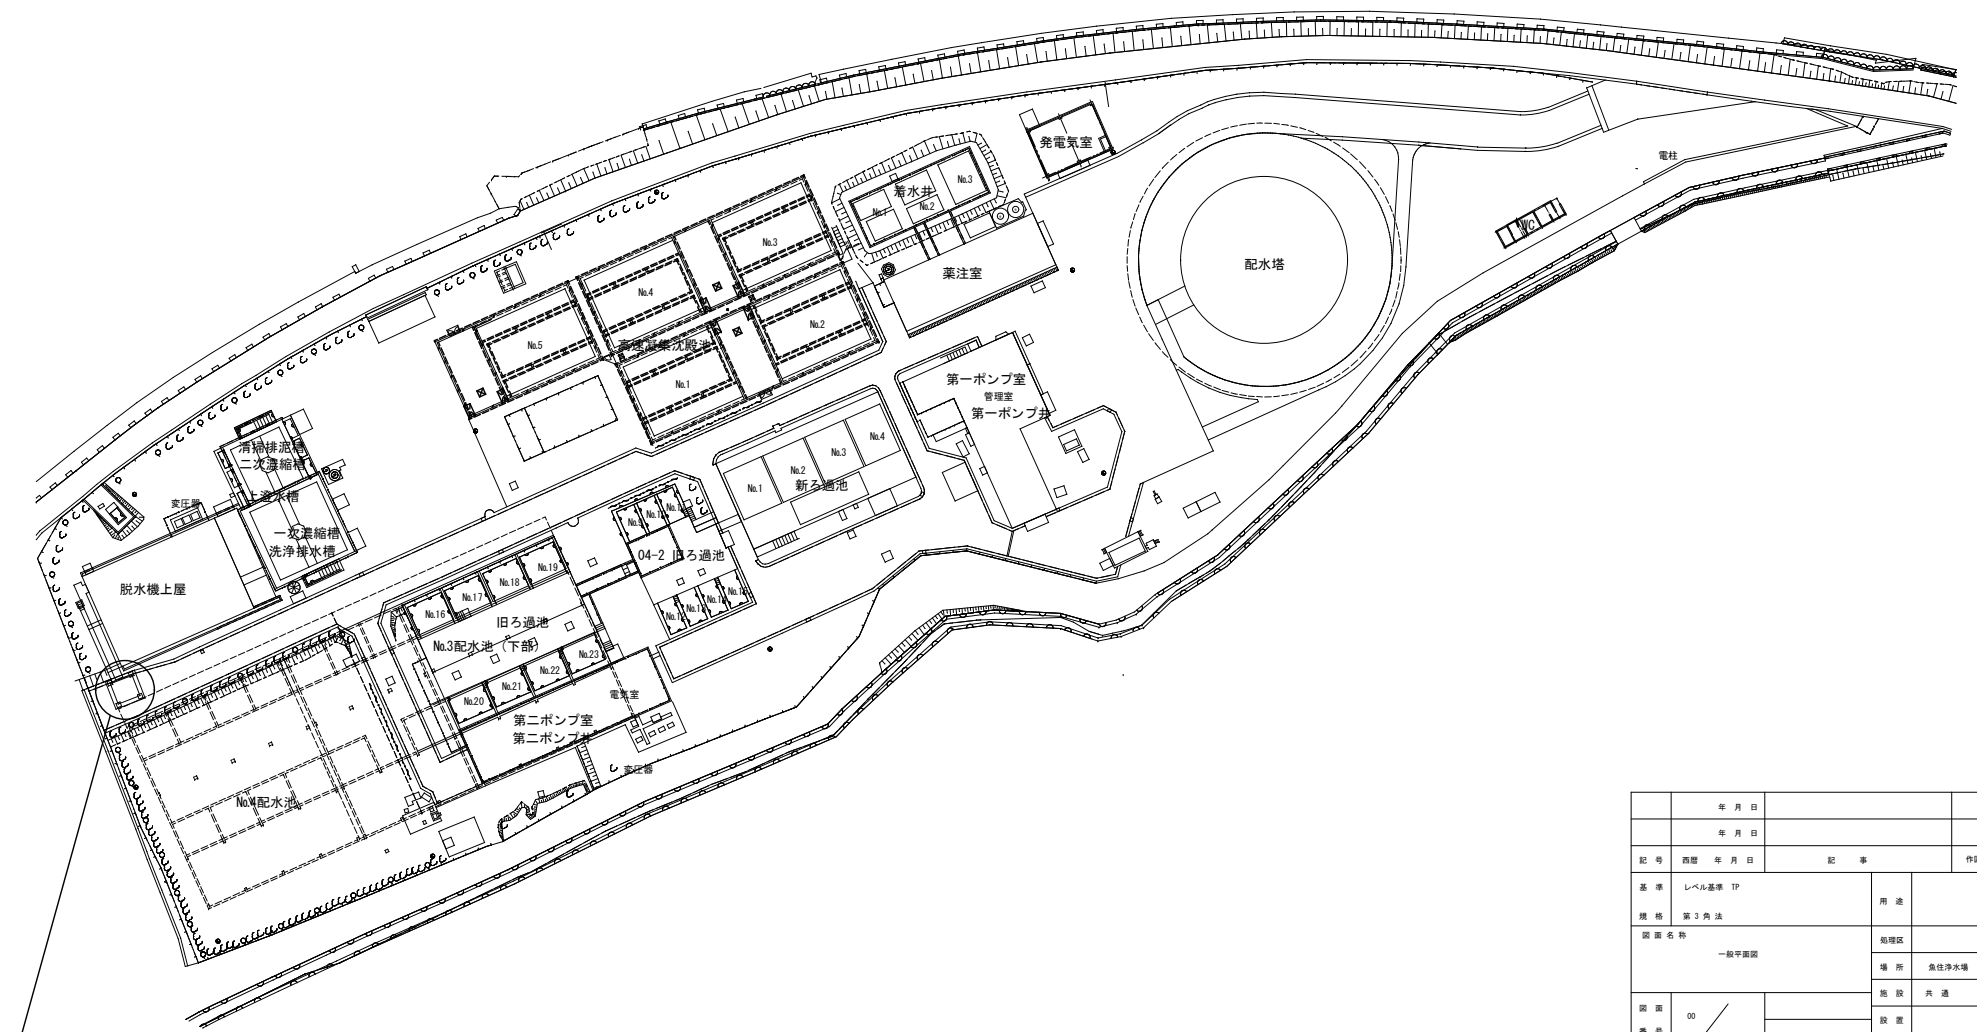 発電気室
電柱
着水井
No.3
No.2
No.1
WC
No.3
配水塔
薬注室
No.4
No.2
No.5
高速凝集沈殿池
No.1
第一ポンプ室
管理室
第一ポンプ井
No.4
No.3
No.2
No.1
新ろ過池
清掃排泥槽
二次濃縮槽
上澄水槽
変圧器
一次濃縮槽
洗浄排水槽
No.9
04-2 旧ろ過池
脱水機上屋
No.19
No.18
No.17
No.16
No.12
旧ろ過池
No.3配水池（下部）
No.23
No.22
No.21
No.20
電気室
第二ポンプ室
第二ポンプ井
変圧器
No.4配水池
年 月 日
年 月 日
記 号 西暦 年 月 日 記 事
基 準 レベル基準 TP
用 途
規 格 第 3 角 法
図 面 名 称
一般平面図
処理区
場 所 魚住浄水場
施 設 共 通
図 面
00
設 置